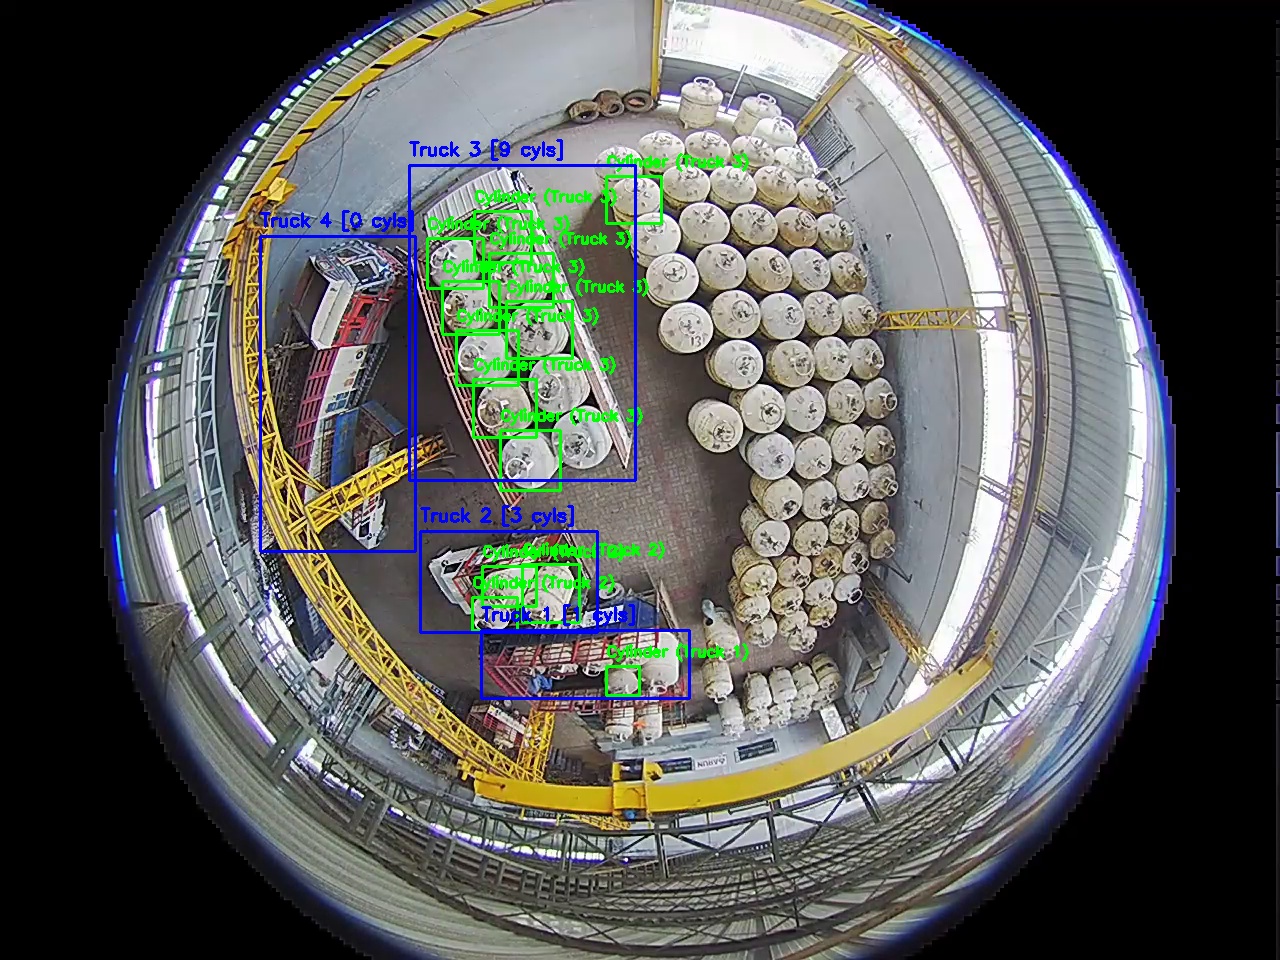 Truck 3 [9 cyls]
Cylinder (Truck 3)
Cylinder (Truck 3)
Truck 4 [0 cyls]
Cylinder (Truck 3)
Cylinder (Truck 3)
Cylinder (Truck 3)
Cylinder (Truck 3)
Cylinder (Truck 3)
Cylinder (Truck 3)
Cylinder (Truck 3)
13
Truck 2 [3 cyls]
Cylinder (Truck 2)
Cylinder (Truck 2)
Truck 1 [1 cyls]
Cylinder (Truck 1)